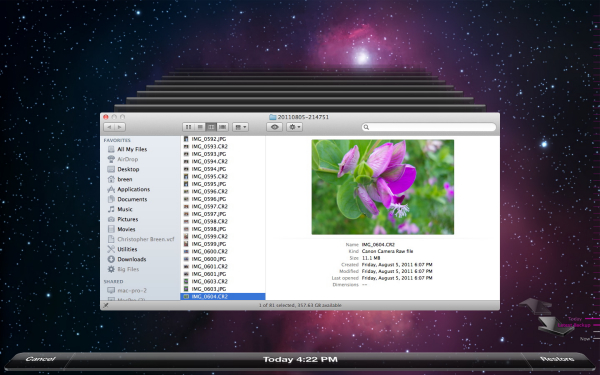 20110805-214751
FAVORITES
All My Files
AirDrop
Desktop
breen
Applications
Documents
Music
Pictures
Movies
Christopher Breen.vcf
Utilities
Downloads
Big Files
SHARED
mac-pro-2
IMG_0592.JPG
IMG_0593.CR2
IMG_0593.JPG
IMG_0594.CR2
IMG_0594.JPG
IMG_0595.CR2
IMG_0595.JPG
IMG_0596.CR2
IMG_0596.JPG
IMG_0597.CR2
IMG_0597.JPG
IMG_0598.CR2
IMG_0599.CR2
IMG_0599.JPG
IMG_0600.CR2
IMG_0600.JPG
IMG_0601.CR2
IMG_0601.JPG
IMG_0603.CR2
IMG_0603.JPG
IMG_0604.CR2
Name IMG_0604.CR2
Kind Canon Camera Raw file
Size 11.1 MB
Created Friday, August 5, 2011 6:07 PM
Modified Friday, August 5, 2011 6:07 PM
Last opened Friday, August 5, 2011 6:07 PM
Dimensions --
1 of 81 selected, 357.63 GB available
Today
Now
Cancel
Today 4:22 PM
Restore